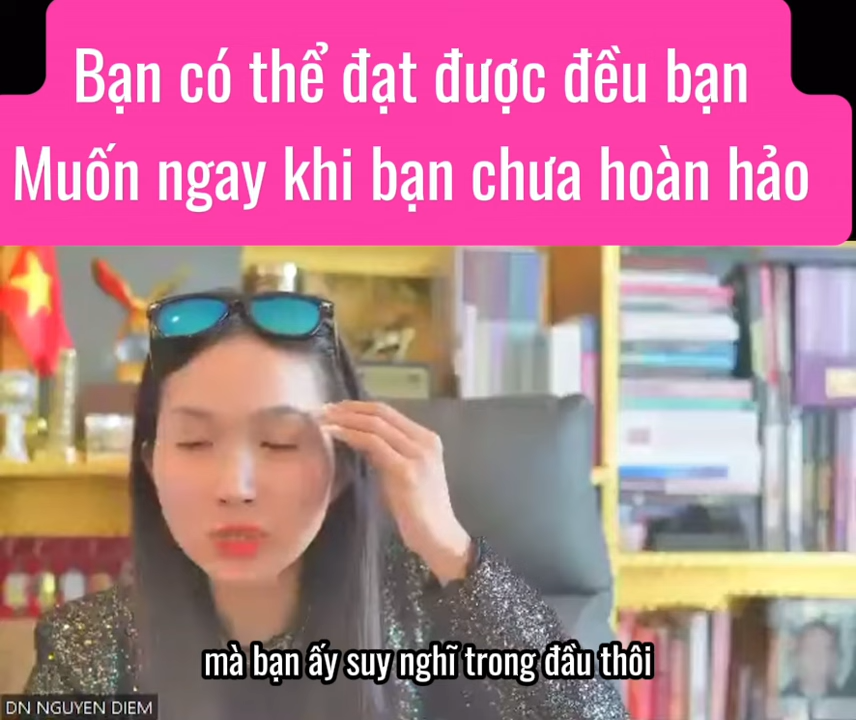 Bạn có thể đạt được đều bạn
Muốn ngay khi bạn chưa hoàn hảo
mà bạn ấy suy nghĩ trong đầu thôi
DN NGUYEN DIEM